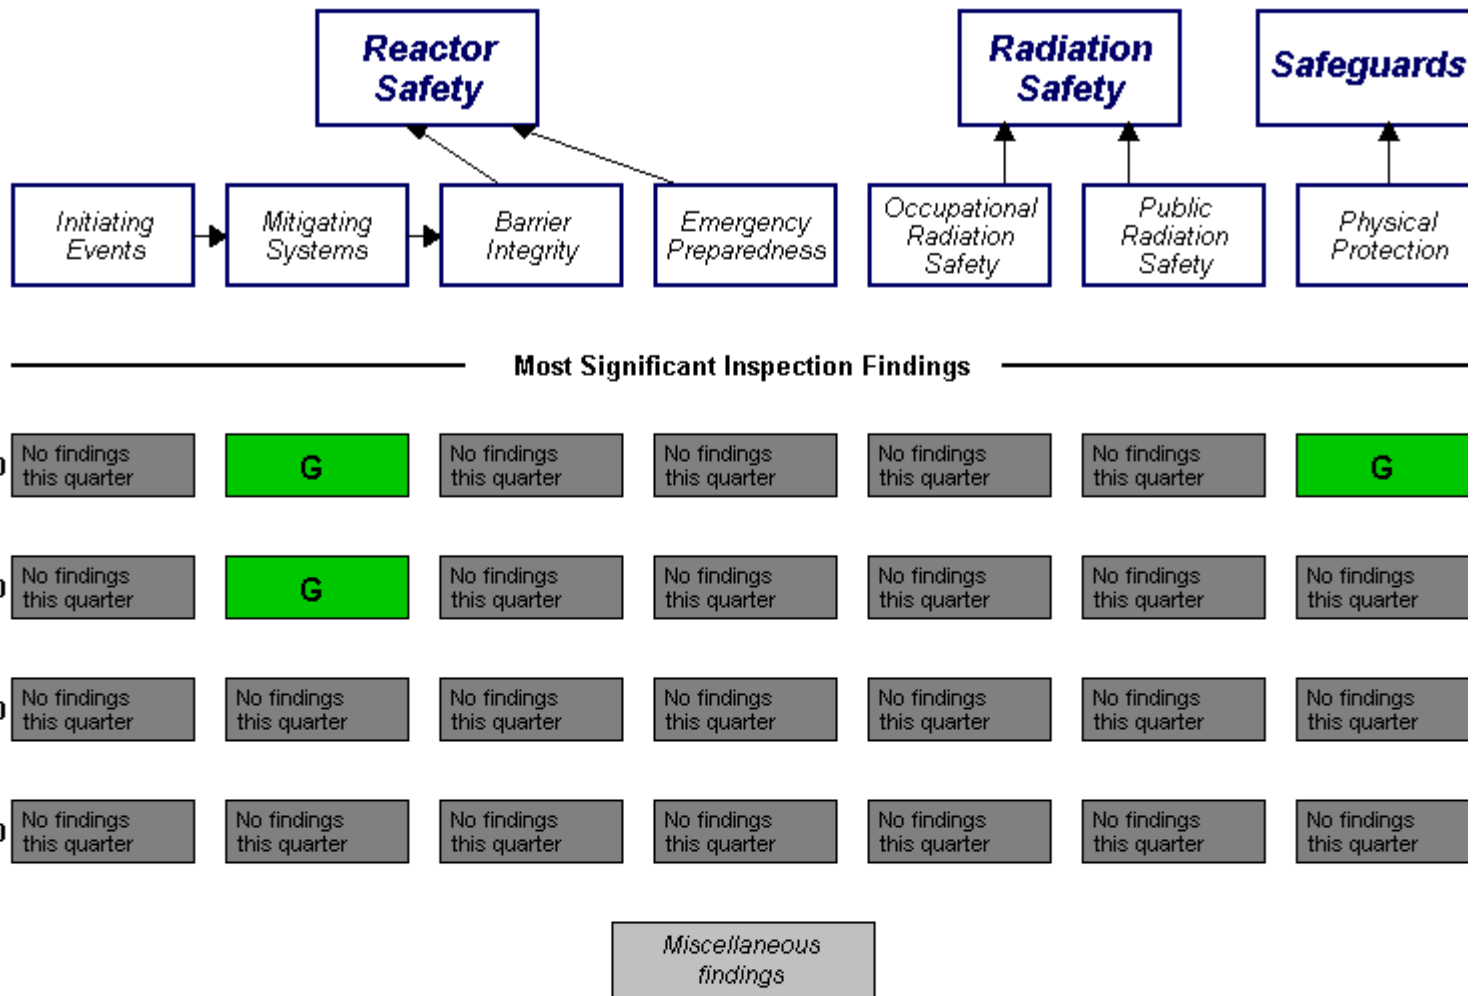 Reactor
Safety
Radiation
Safety
Safeguards
Initiating
Events
Mitigating
Systems
Barrier
Integrity
Emergency
Preparedness
Occupational
Radiation
Safety
Public
Radiation
Safety
Physical
Protection
Most Significant Inspection Findings
No findings
this quarter
G
No findings
this quarter
No findings
this quarter
No findings
this quarter
No findings
this quarter
G
No findings
this quarter
G
No findings
this quarter
No findings
this quarter
No findings
this quarter
No findings
this quarter
No findings
this quarter
No findings
this quarter
No findings
this quarter
No findings
this quarter
No findings
this quarter
No findings
this quarter
No findings
this quarter
No findings
this quarter
No findings
this quarter
No findings
this quarter
No findings
this quarter
No findings
this quarter
No findings
this quarter
No findings
this quarter
No findings
this quarter
Miscellaneous
findings